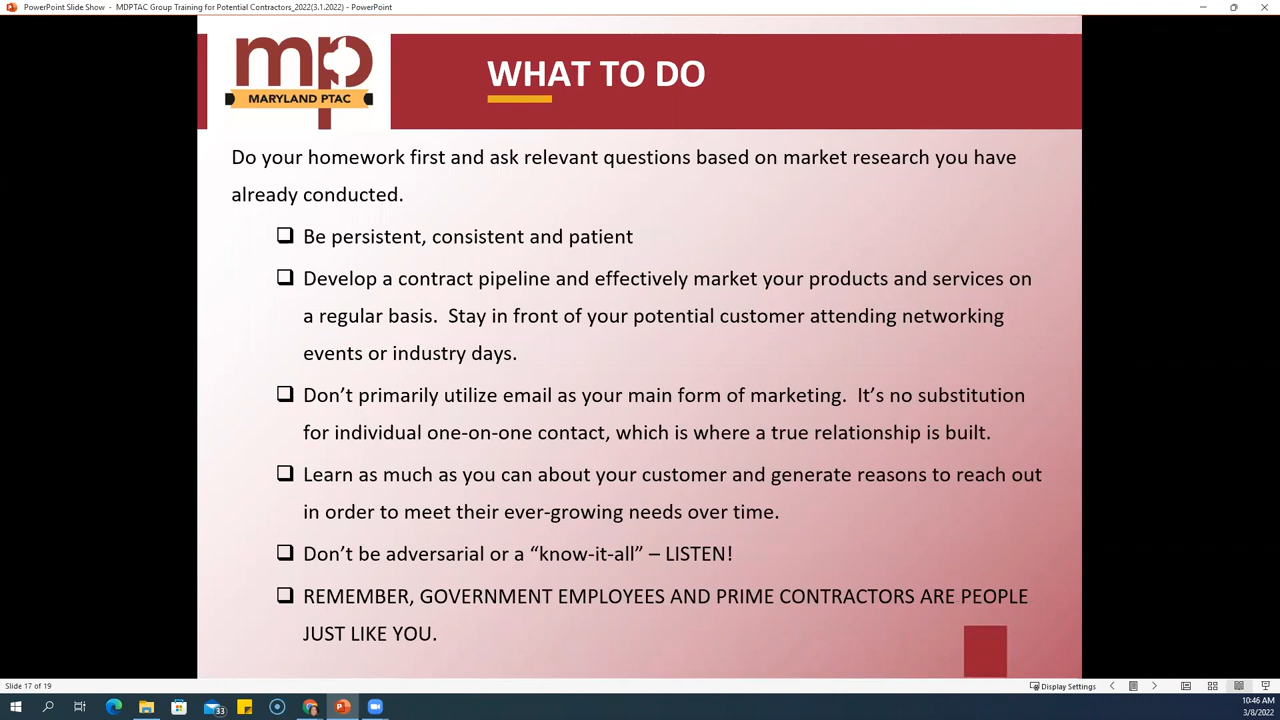 PowerPoint Slide Show - MDPTAC Group Training for Potential Contractors_2022(3.1.2022) - PowerPoint
mp
MARYLAND PTAC
WHAT TO DO
Do your homework first and ask relevant questions based on market research you have
already conducted.
Be persistent, consistent and patient
Develop a contract pipeline and effectively market your products and services on
a regular basis.  Stay in front of your potential customer attending networking
events or industry days.
Don’t primarily utilize email as your main form of marketing.  It’s no substitution
for individual one-on-one contact, which is where a true relationship is built.
Learn as much as you can about your customer and generate reasons to reach out
in order to meet their ever-growing needs over time.
Don’t be adversarial or a “know-it-all” – LISTEN!
REMEMBER, GOVERNMENT EMPLOYEES AND PRIME CONTRACTORS ARE PEOPLE
JUST LIKE YOU.
Slide 17 of 19
Display Settings
33
10:46 AM
3/8/2022